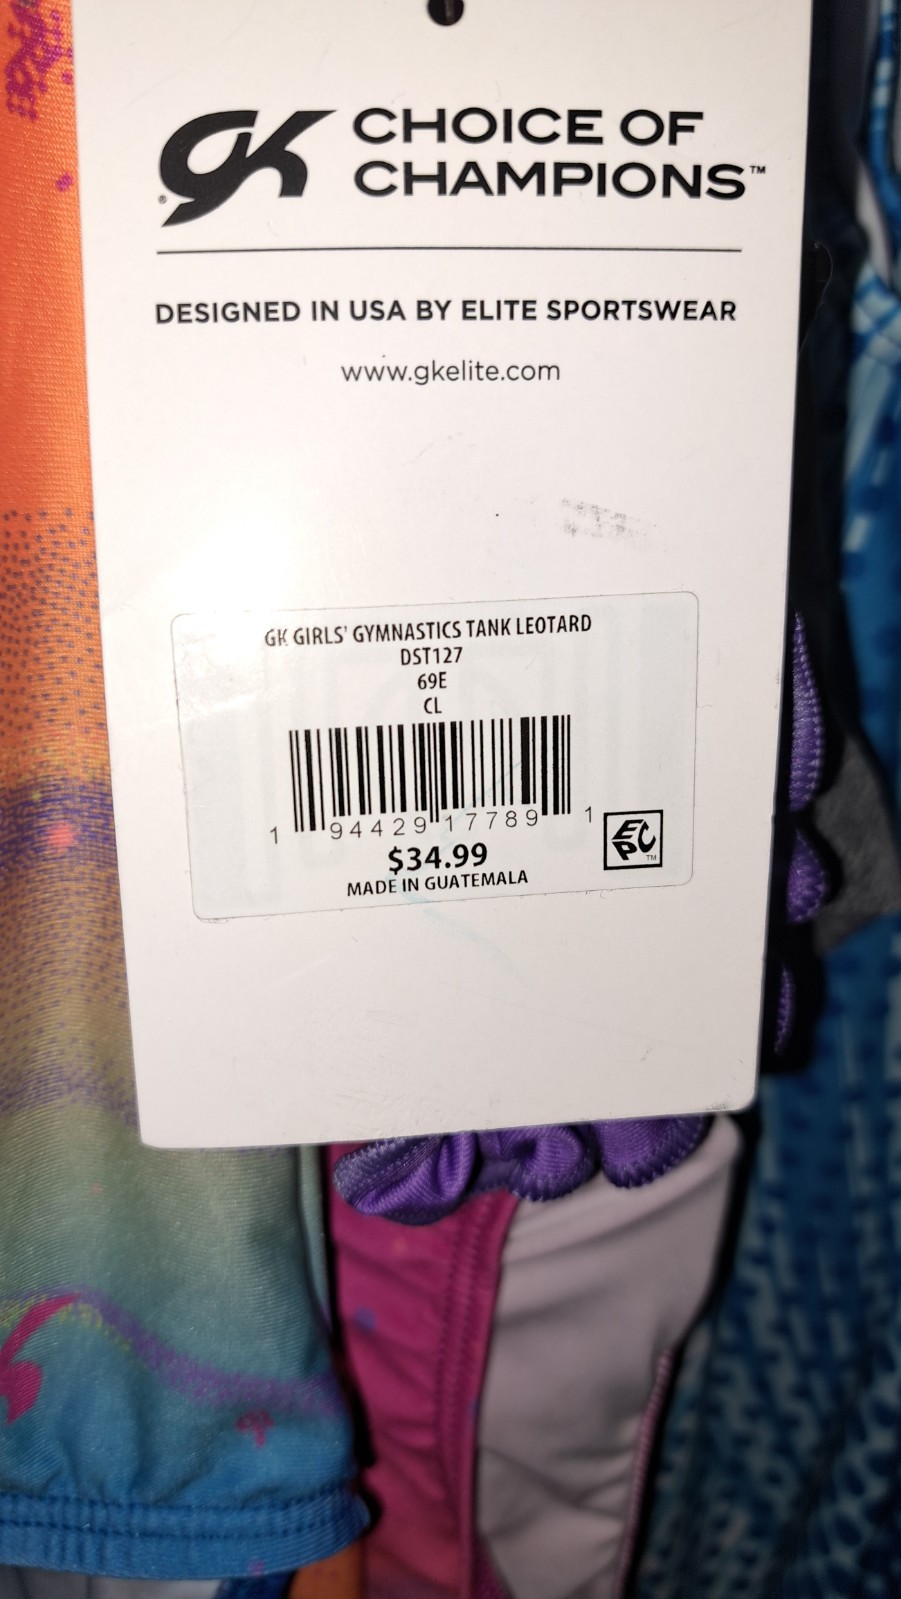 GK CHOICE OF
CHAMPIONS™
®
DESIGNED IN USA BY ELITE SPORTSWEAR
www.gkelite.com
GK GIRLS' GYMNASTICS TANK LEOTARD
DST127
69E
CL
1 94429 17789 1
EPC™
$34.99
MADE IN GUATEMALA